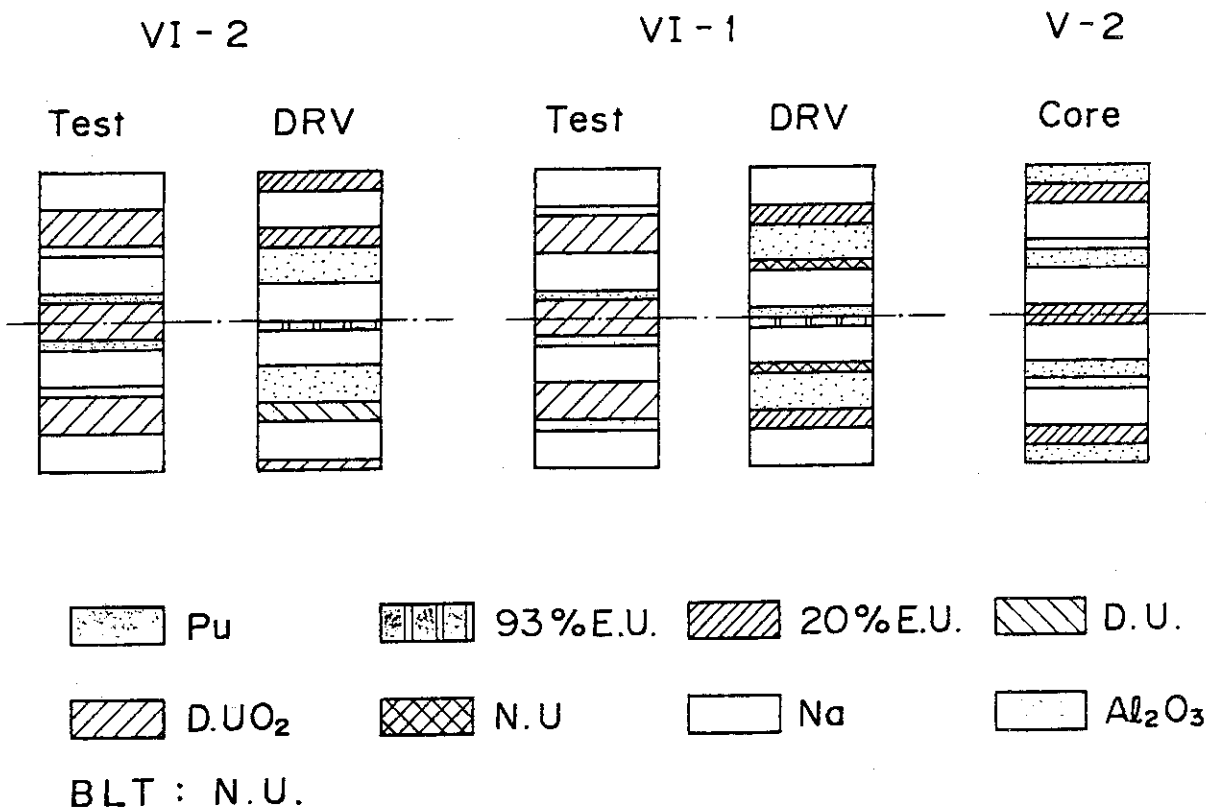 VI-2 VI-1 V-2
Test DRV Test DRV Core
Pu 93%E.U. 20%E.U. D.U.
D.UO₂ N.U Na Al₂O₃
BLT : N.U.